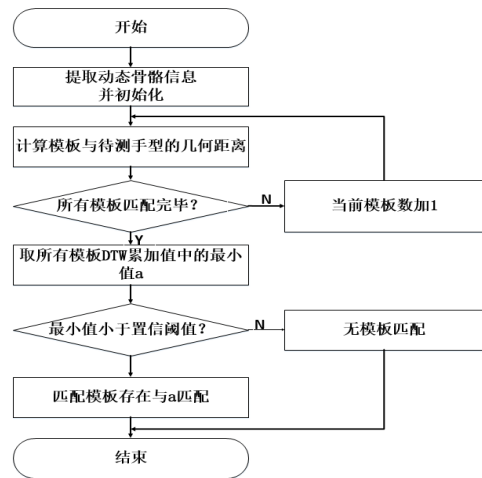 开始
提取动态骨骼信息
并初始化
计算模板与待测手型的几何距离
所有模板匹配完毕？
N
当前模板数加1
Y
取所有模板DTW累加值中的最小
值a
最小值小于置信阈值？
N
无模板匹配
匹配模板存在与a匹配
结束